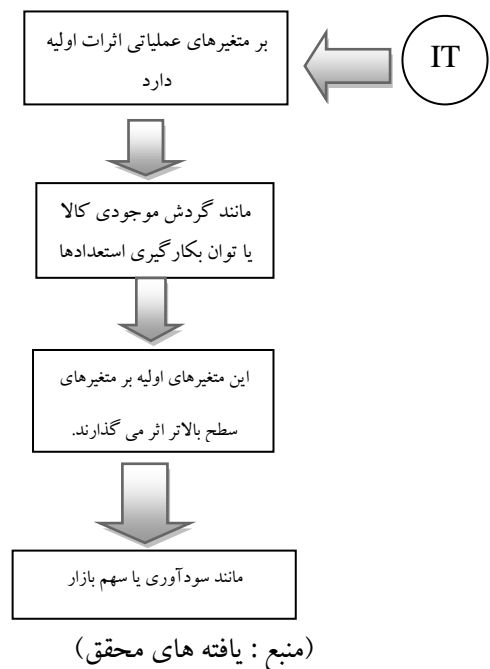 IT
بر متغیرهای عملیاتی اثرات اولیه
دارد
مانند گردش موجودی کالا
یا توان بکارگیری استعدادها
این متغیرهای اولیه بر متغیرهای
سطح بالاتر اثر می گذارند.
مانند سودآوری یا سهم بازار
(منبع : یافته های محقق)